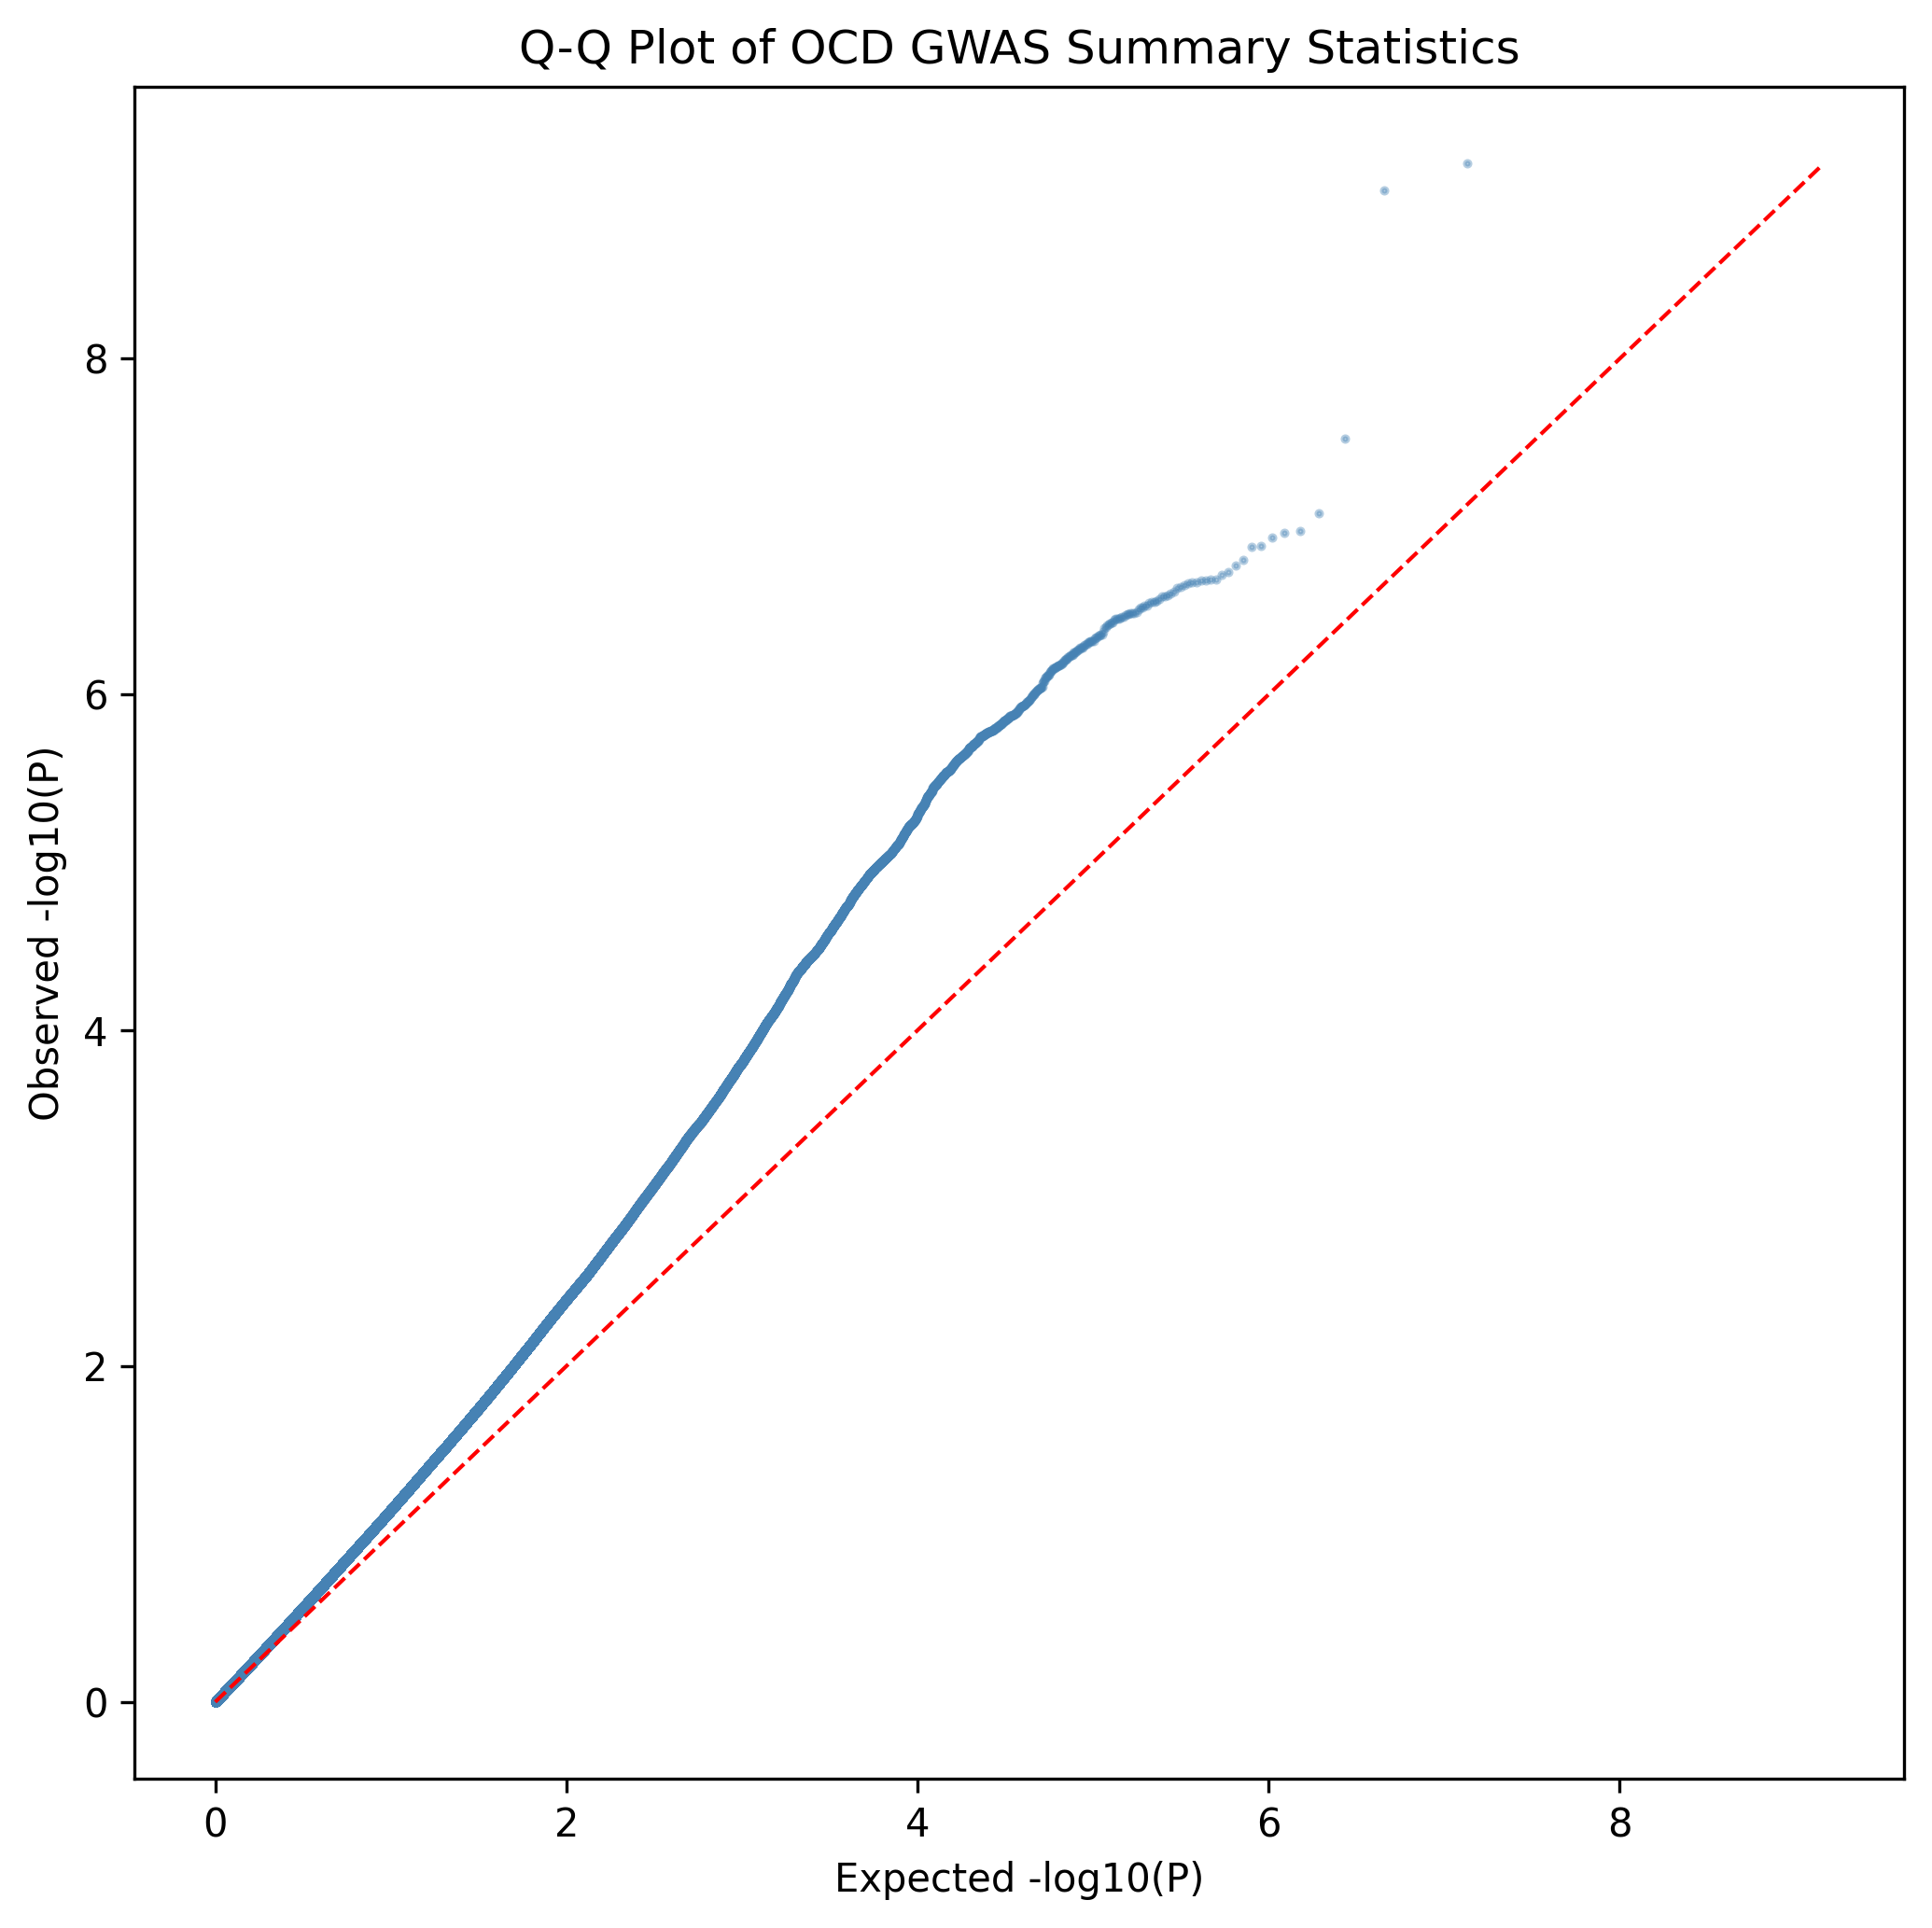 Q-Q Plot of OCD GWAS Summary Statistics
Observed -log10(P)
8
6
4
2
0
0 2 4 6 8
Expected -log10(P)